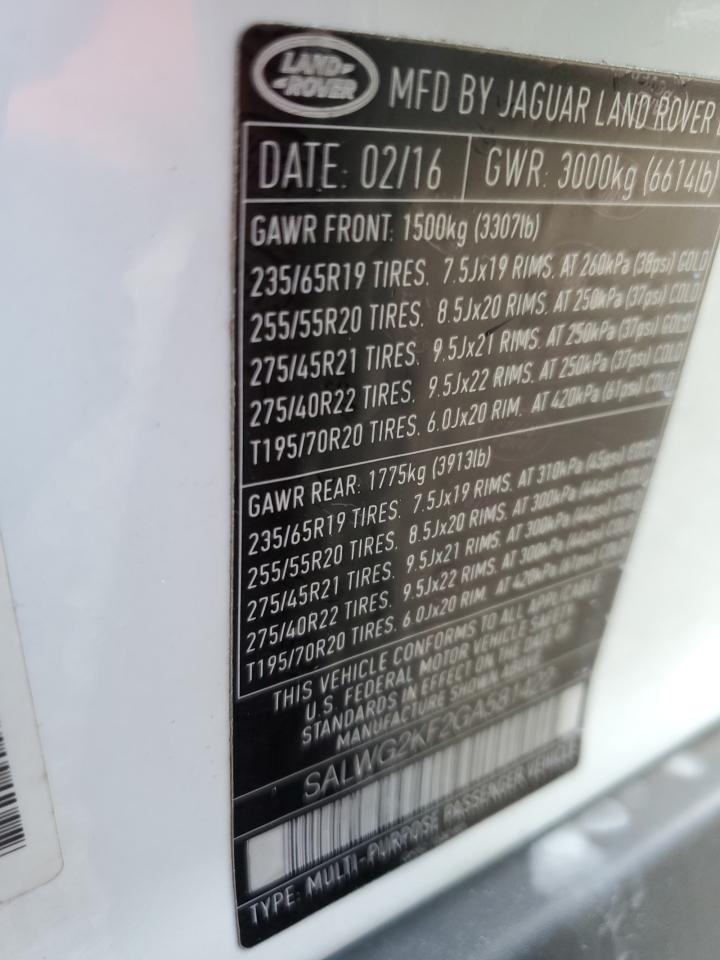 LAND
ROVER
MFD BY JAGUAR LAND ROVER
DATE: 02/16
GWR: 3000kg (6614lb)
GAWR FRONT: 1500kg (3307lb)
235/65R19 TIRES. 7.5Jx19 RIMS. AT 260kPa (38psi) COLD
255/55R20 TIRES. 8.5Jx20 RIMS. AT 250kPa (37psi) COLD
275/45R21 TIRES. 9.5Jx21 RIMS. AT 250kPa (37psi) COLD
275/40R22 TIRES. 9.5Jx22 RIMS. AT 250kPa (37psi) COLD
T195/70R20 TIRES. 6.0Jx20 RIM. AT 420kPa (61psi) COLD
GAWR REAR: 1775kg (3913lb)
235/65R19 TIRES. 7.5Jx19 RIMS. AT 310kPa (45psi) COLD
255/55R20 TIRES. 8.5Jx20 RIMS. AT 300kPa (44psi) COLD
275/45R21 TIRES. 9.5Jx21 RIMS. AT 300kPa (44psi) COLD
275/40R22 TIRES. 9.5Jx22 RIMS. AT 300kPa (44psi) COLD
T195/70R20 TIRES. 6.0Jx20 RIM. AT 420kPa (61psi) COLD
THIS VEHICLE CONFORMS TO ALL APPLICABLE
U.S. FEDERAL MOTOR VEHICLE SAFETY
STANDARDS IN EFFECT ON THE DATE OF
MANUFACTURE SHOWN ABOVE
SALWG2KF2GA581422
TYPE: MULTI-PURPOSE PASSENGER VEHICLE